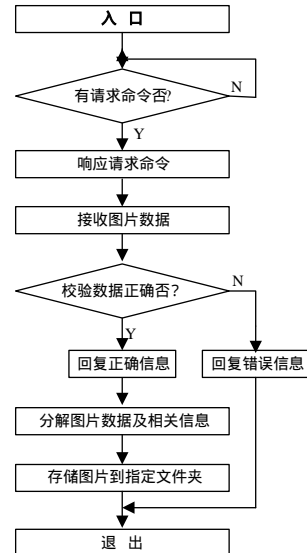 入 口
有请求命令否?
N
Y
响应请求命令
接收图片数据
校验数据正确否？
N
Y
回复正确信息
回复错误信息
分解图片数据及相关信息
存储图片到指定文件夹
退 出